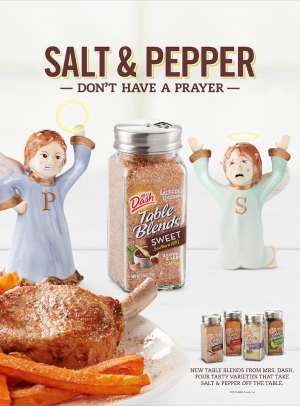 SALT & PEPPER
— DON'T HAVE A PRAYER —
P
S
Dash
Table
Blends
SWEET
NEW TABLE BLENDS FROM MRS. DASH.
FOUR TASTY VARIETIES THAT TAKE
SALT & PEPPER OFF THE TABLE.